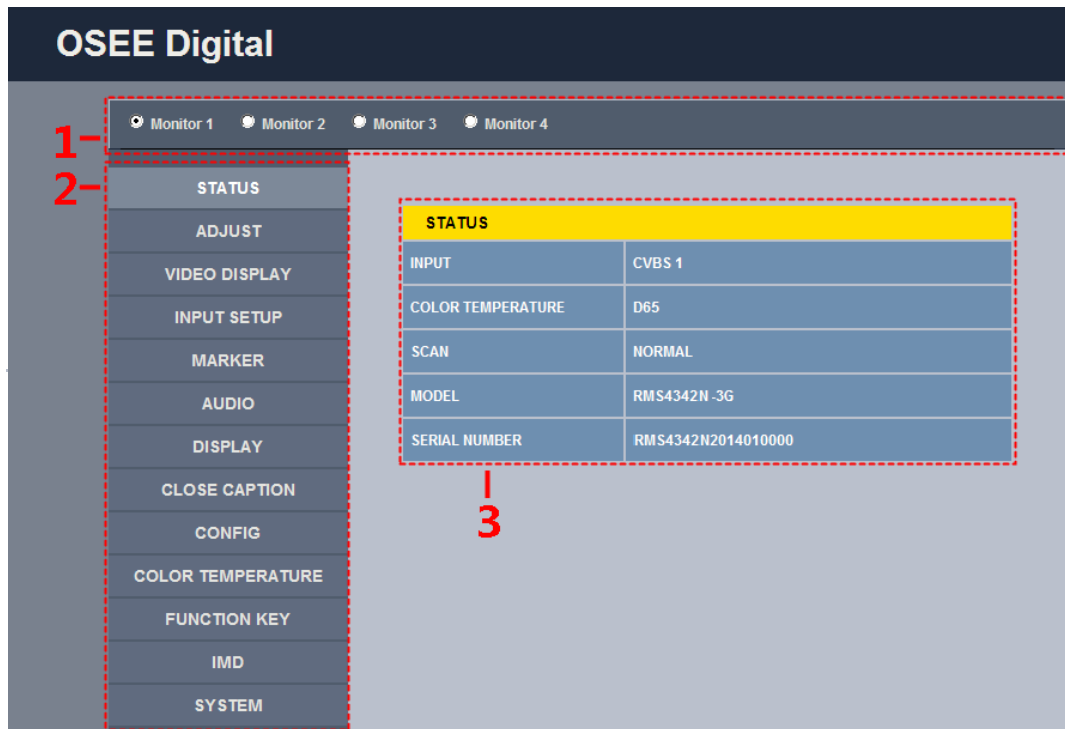 OSEE Digital
Monitor 1 Monitor 2 Monitor 3 Monitor 4
1
2
STATUS
ADJUST
VIDEO DISPLAY
INPUT SETUP
MARKER
AUDIO
DISPLAY
CLOSE CAPTION
CONFIG
COLOR TEMPERATURE
FUNCTION KEY
IMD
SYSTEM
STATUS
INPUT CVBS 1
COLOR TEMPERATURE D65
SCAN NORMAL
MODEL RMS4342N-3G
SERIAL NUMBER RMS4342N2014010000
3